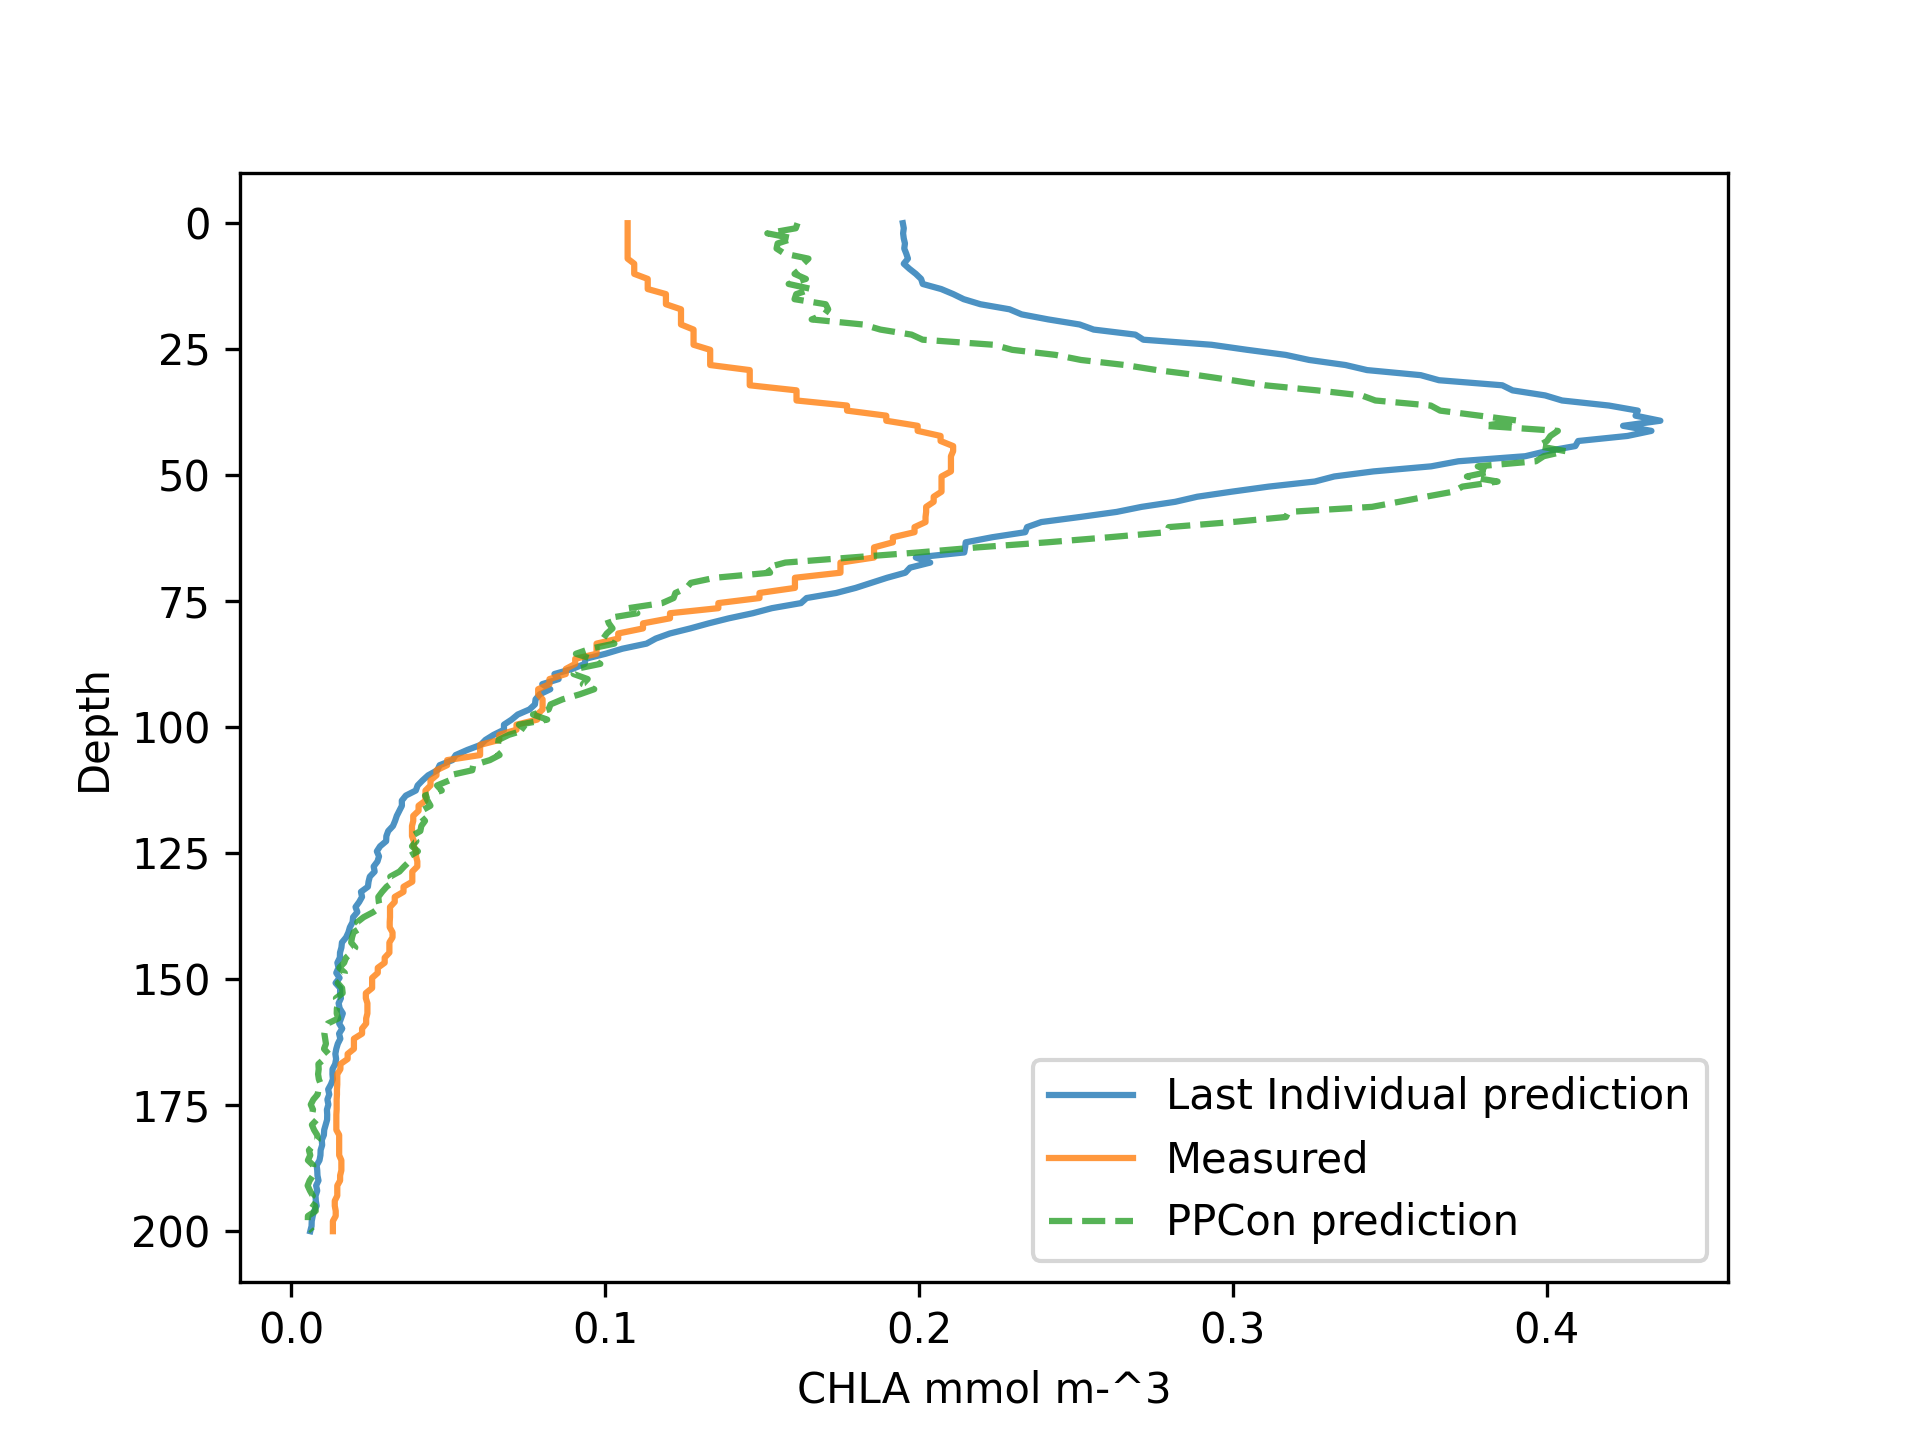 0
25
50
75
100
125
150
175
200
Depth
Last Individual prediction
Measured
PPCon prediction
0.0 0.1 0.2 0.3 0.4
CHLA mmol m-^3